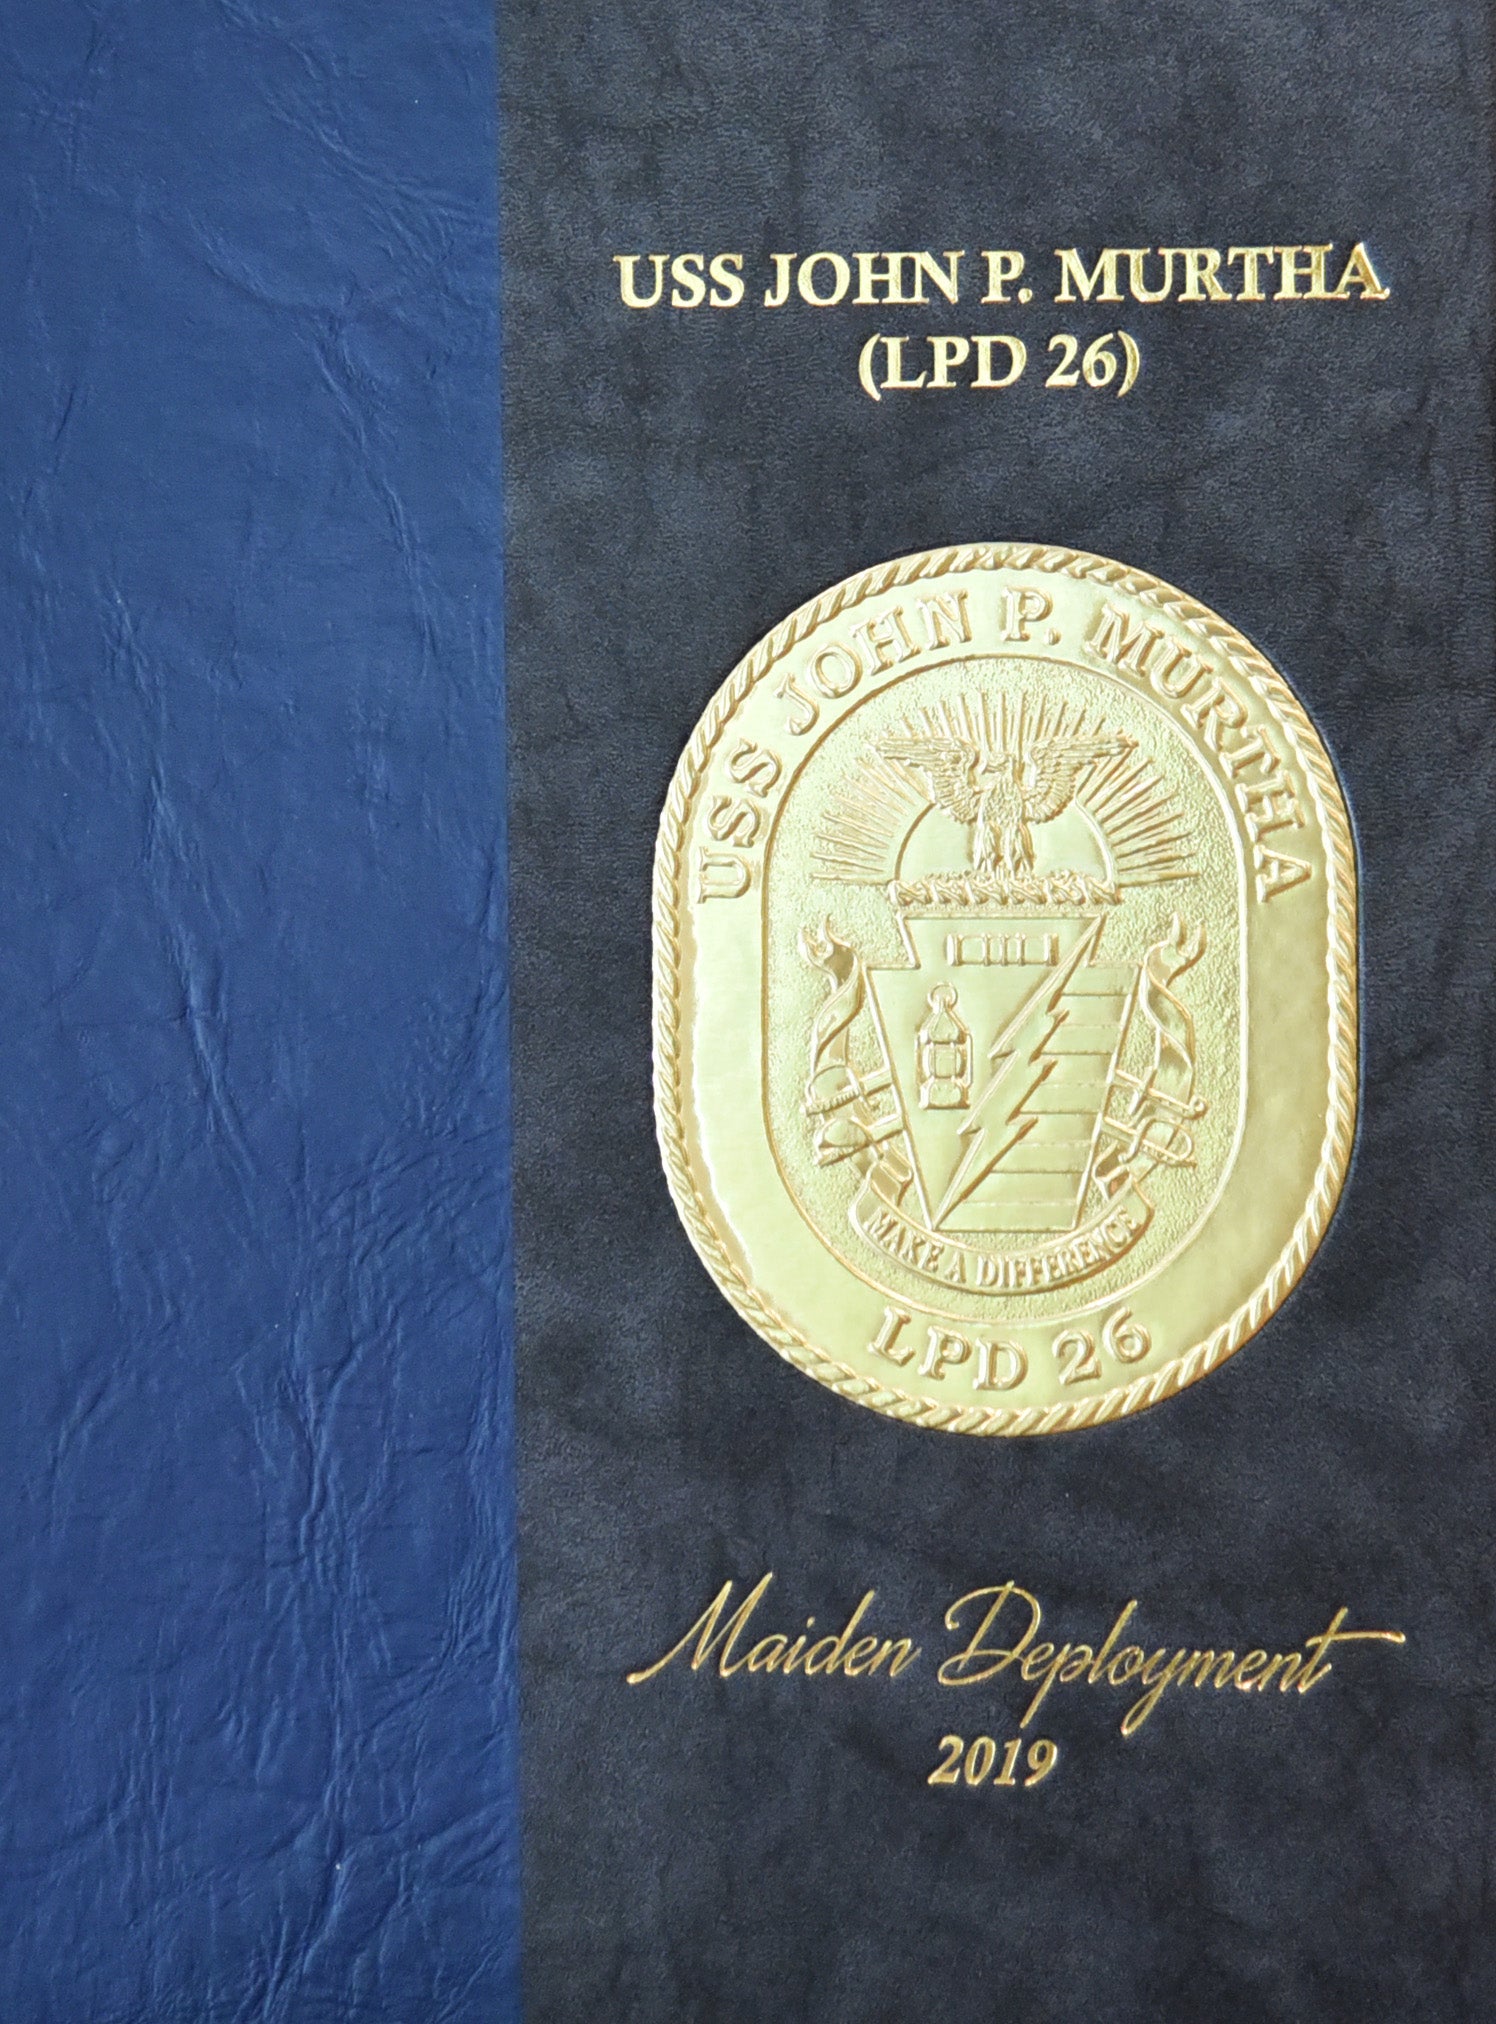 USS JOHN P. MURTHA
(LPD 26)
USS JOHN P. MURTHA
MAKE A DIFFERENCE
LPD 26
Maiden Deployment
2019